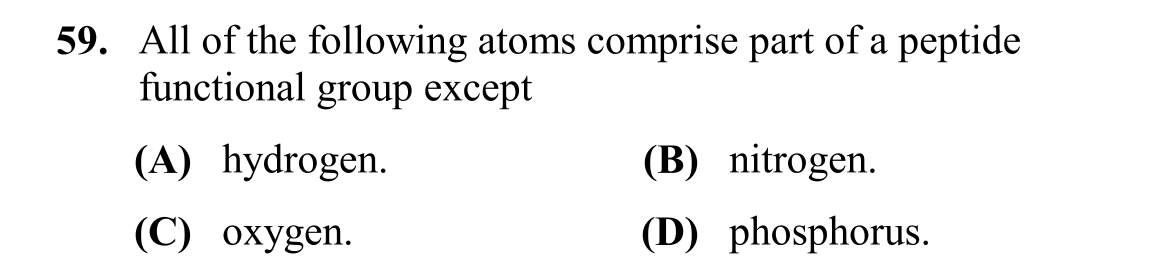 59. All of the following atoms comprise part of a peptide
functional group except
(A) hydrogen. (B) nitrogen.
(C) oxygen. (D) phosphorus.